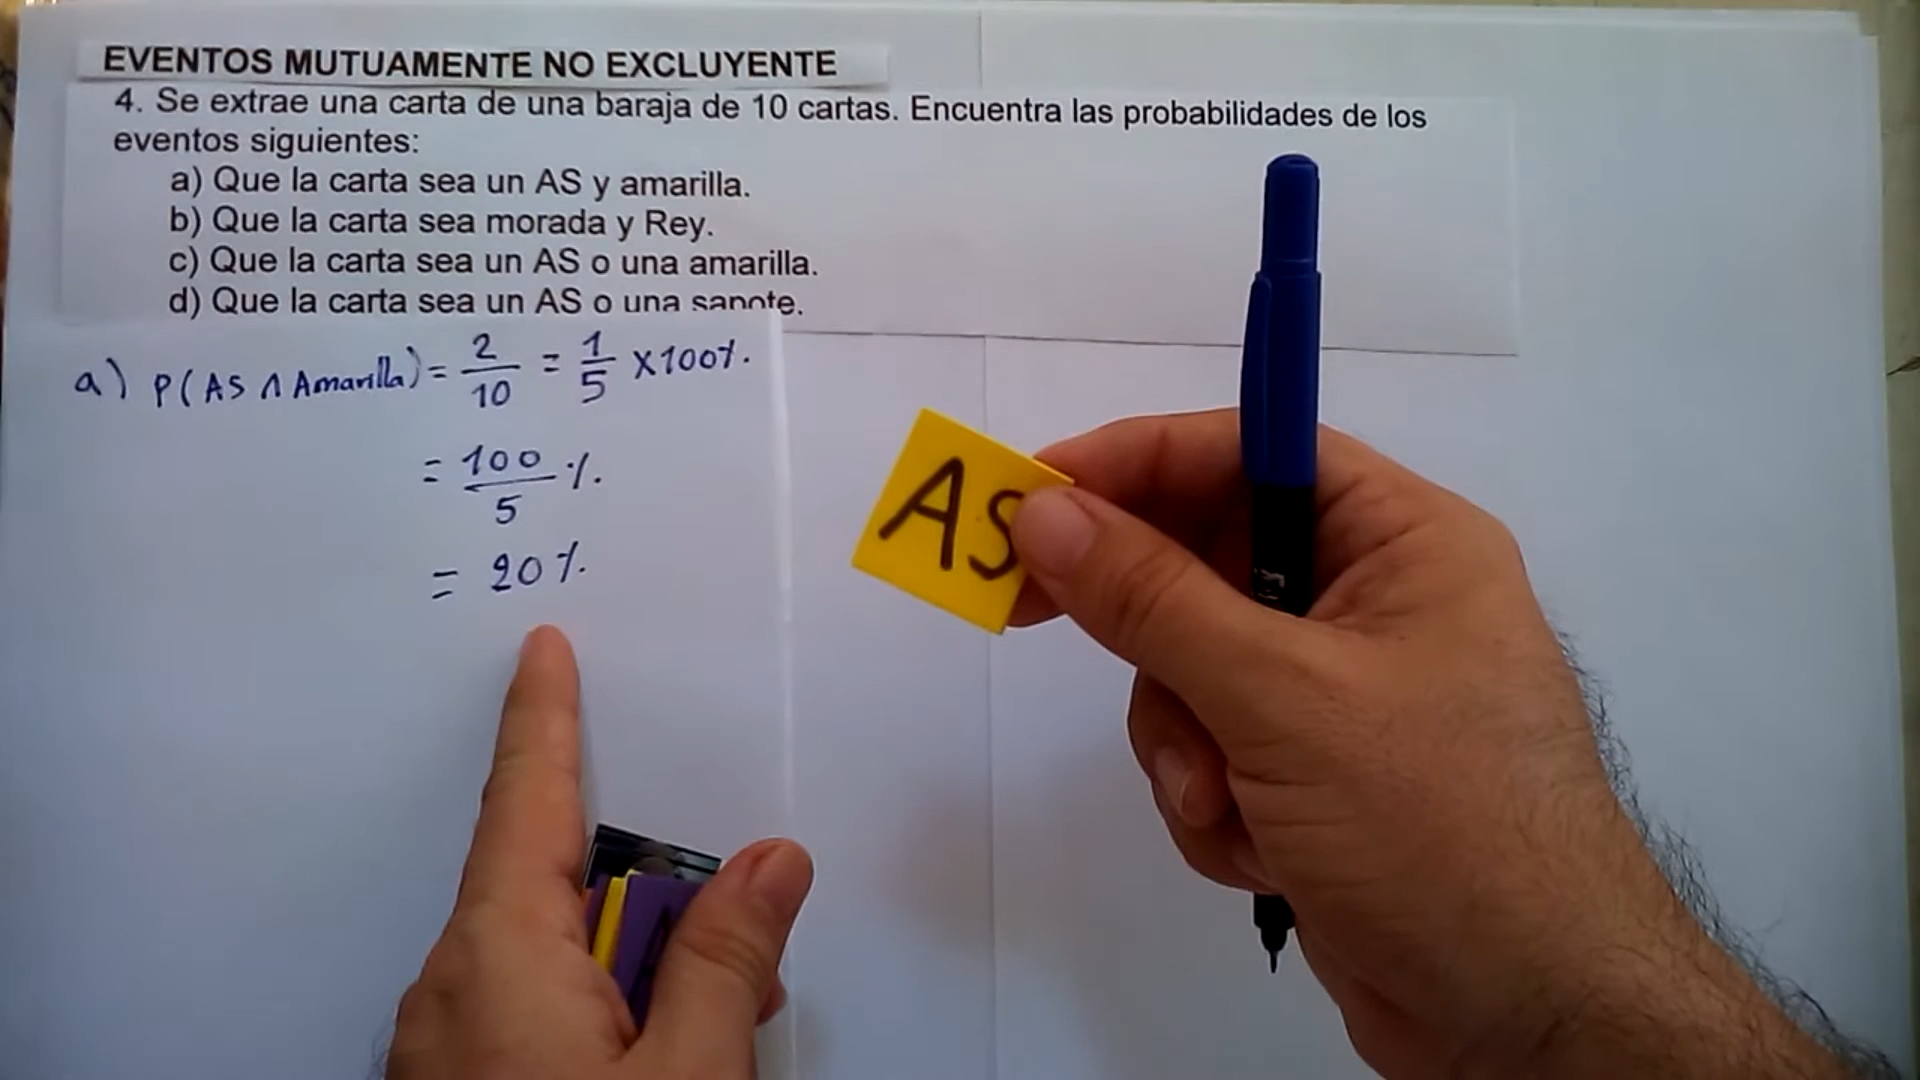 EVENTOS MUTUAMENTE NO EXCLUYENTE
4. Se extrae una carta de una baraja de 10 cartas. Encuentra las probabilidades de los
eventos siguientes:
a) Que la carta sea un AS y amarilla.
b) Que la carta sea morada y Rey.
c) Que la carta sea un AS o una amarilla.
d) Que la carta sea un AS o una sapote.
a) P(AS ∧ Amarilla) = 2/10 = 1/5 x100%.
= 100/5 %.
= 20%.
AS